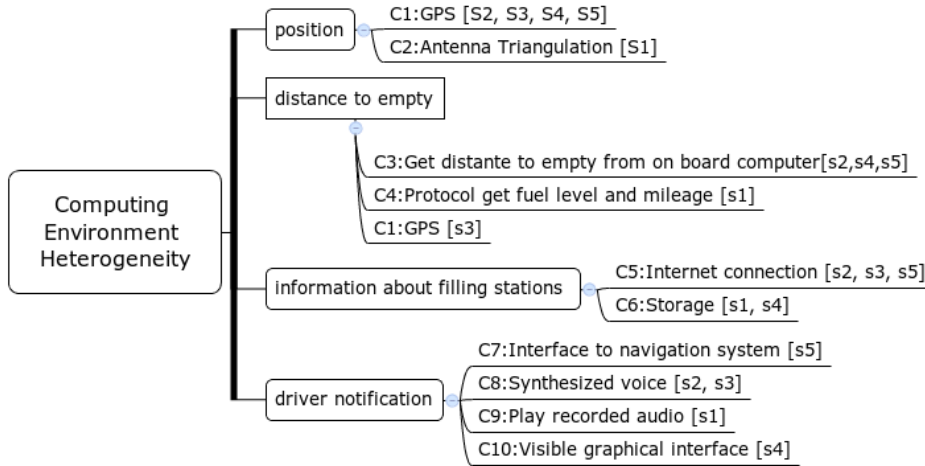 Computing
Environment
Heterogeneity
position
C1:GPS [S2, S3, S4, S5]
C2:Antenna Triangulation [S1]
distance to empty
C3:Get distante to empty from on board computer[s2,s4,s5]
C4:Protocol get fuel level and mileage [s1]
C1:GPS [s3]
information about filling stations
C5:Internet connection [s2, s3, s5]
C6:Storage [s1, s4]
driver notification
C7:Interface to navigation system [s5]
C8:Synthesized voice [s2, s3]
C9:Play recorded audio [s1]
C10:Visible graphical interface [s4]